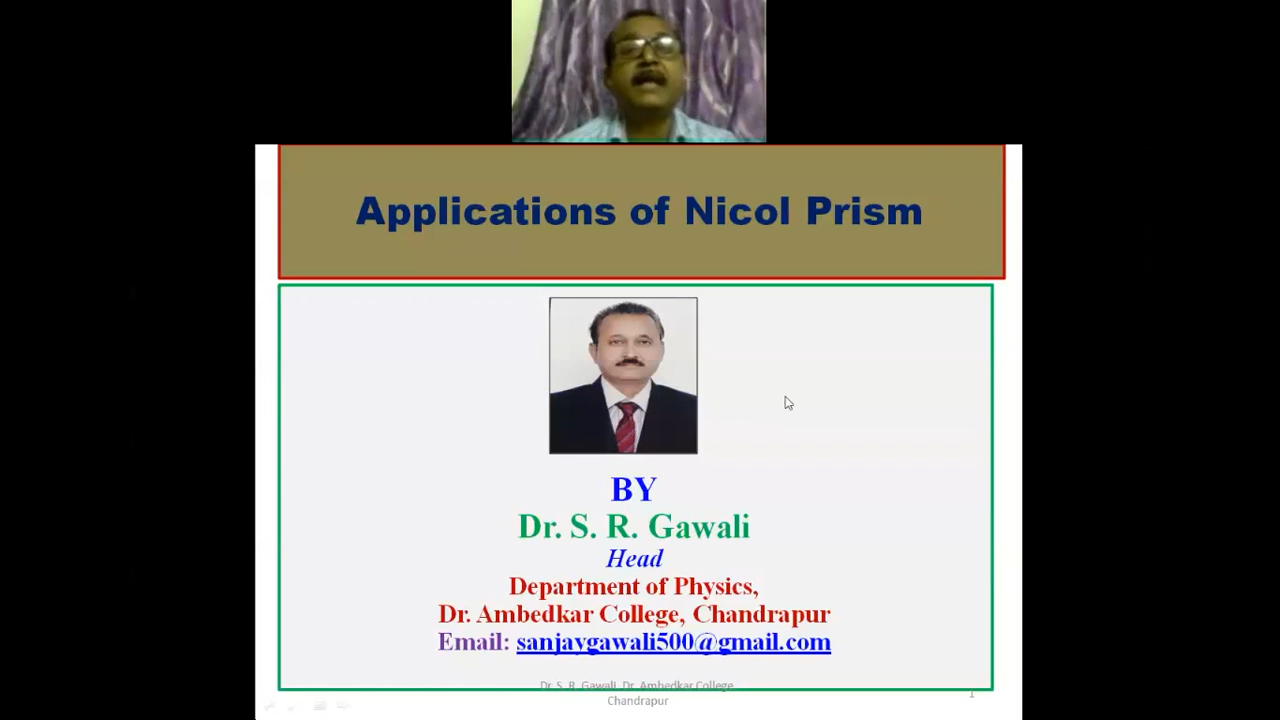 Applications of Nicol Prism
BY
Dr. S. R. Gawali
Head
Department of Physics,
Dr. Ambedkar College, Chandrapur
Email: sanjaygawali500@gmail.com
Dr. S. R. Gawali, Dr. Ambedkar College,
Chandrapur
1